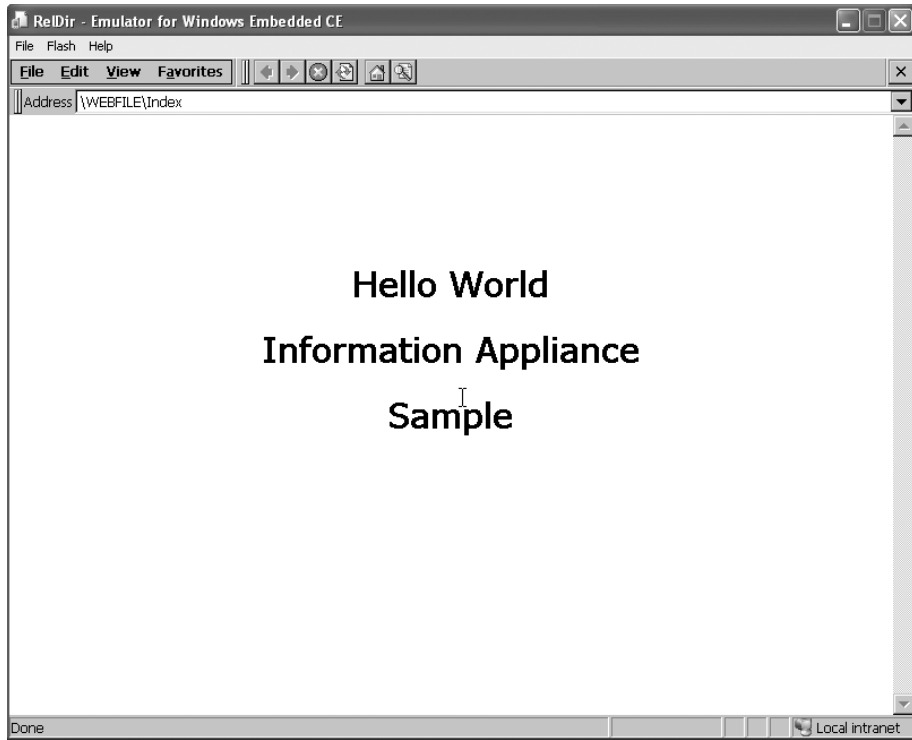 RelDir - Emulator for Windows Embedded CE
File Flash Help
File Edit View Favorites
Address \WEBFILE\Index
Hello World
Information Appliance
Sample
Done
Local intranet